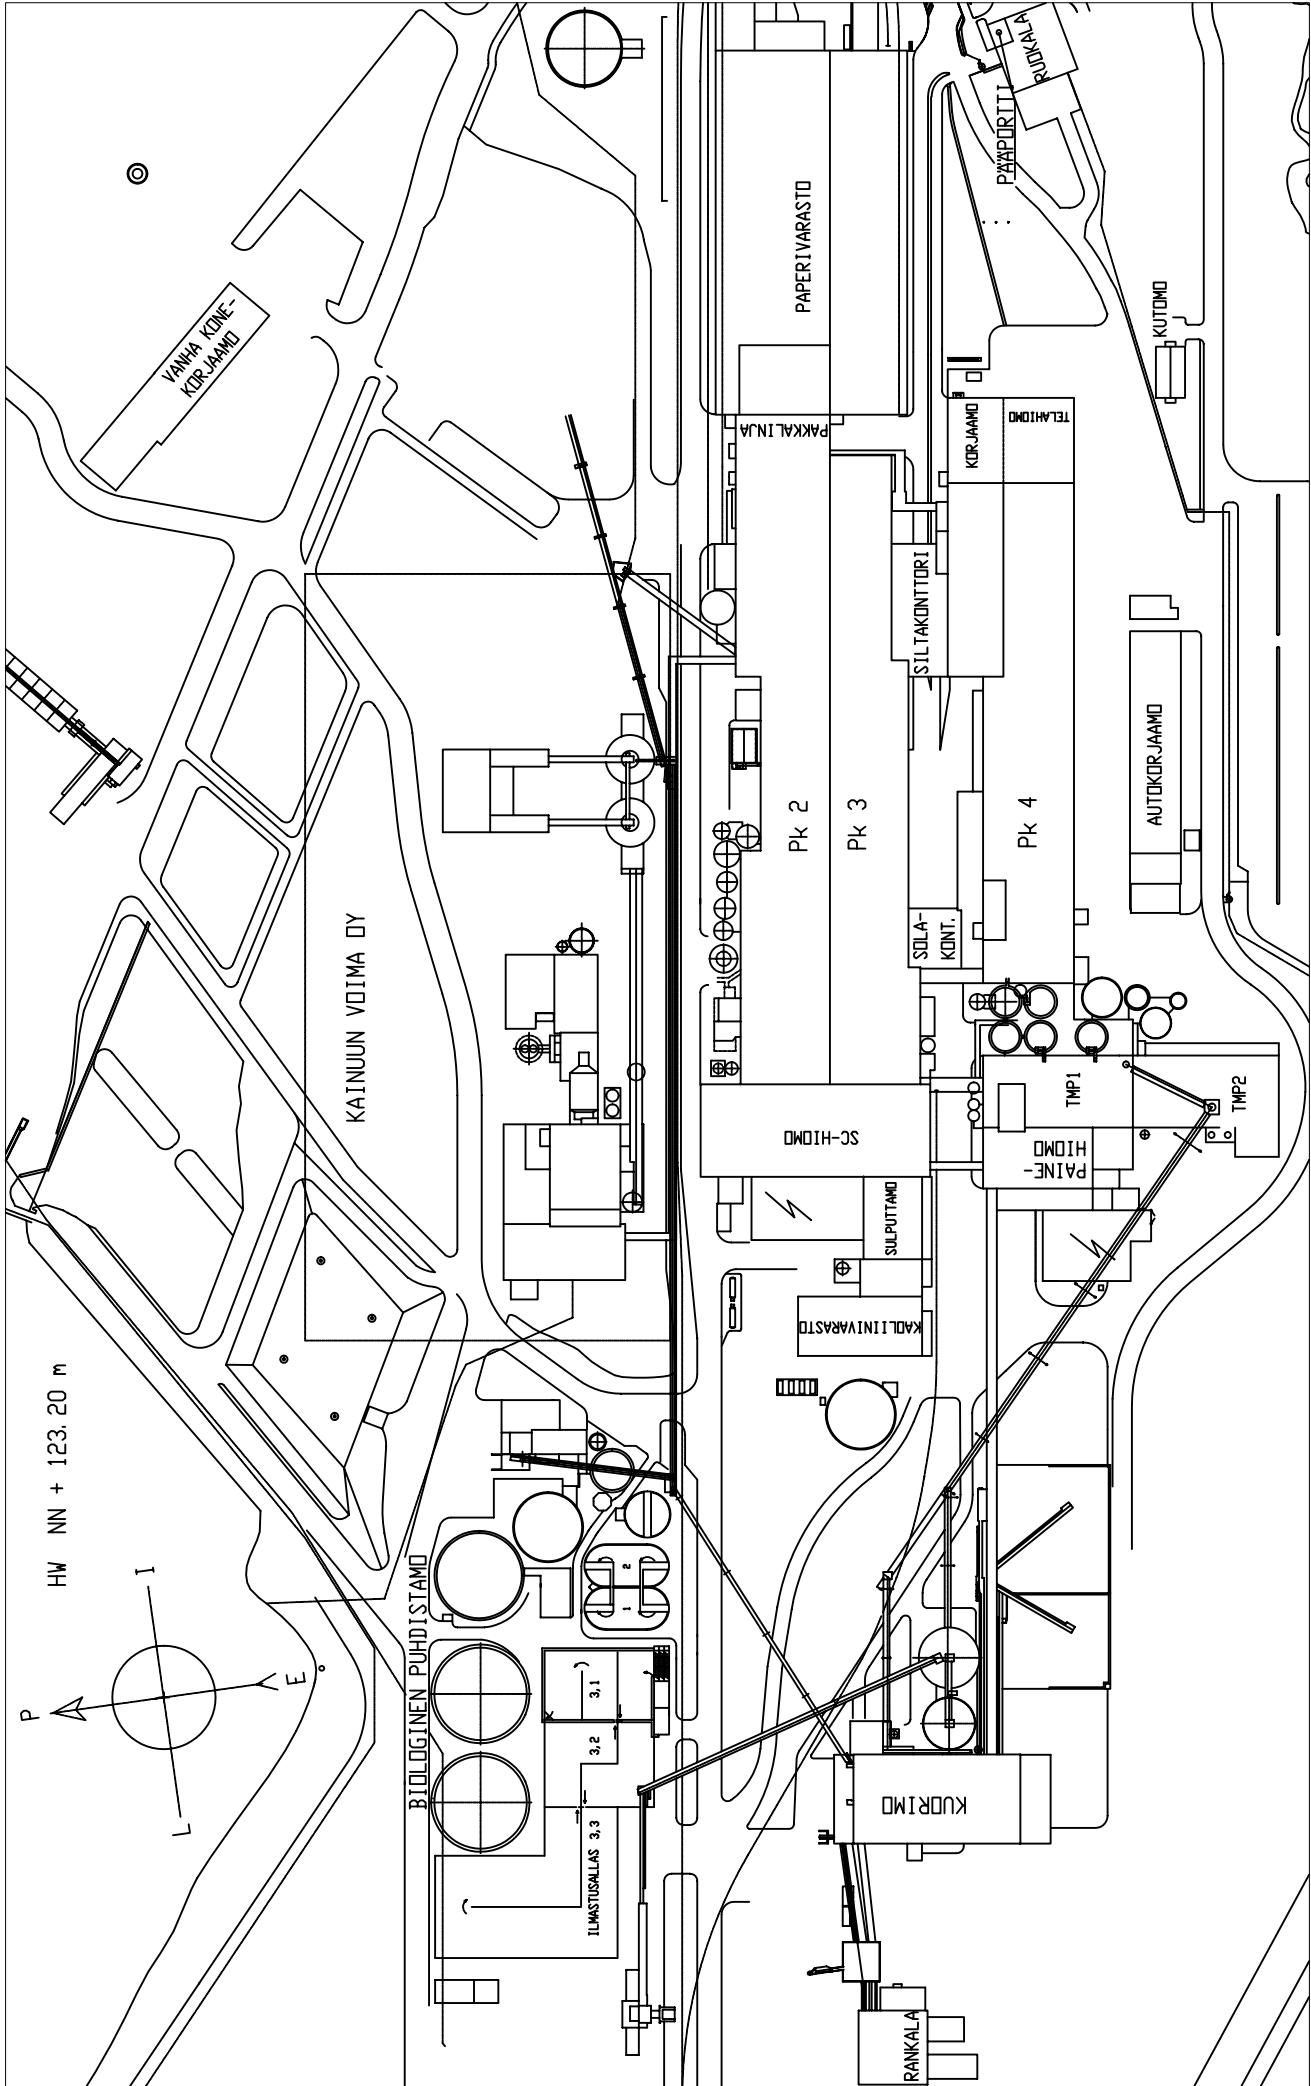 RUOKALA
PÄÄPORTTI
PAPERIVARASTO
VANHA KONE-
KORJAAMO
KUTOMO
PAKKALINJA
KORJAAMO
TELAHIOMO
SILTAKONTTORI
AUTOKORJAAMO
Pk 2
Pk 3
Pk 4
KAINUUN VOIMA OY
SOLA-
KONT.
SC-HIOMO
TMP1
TMP2
PAINE-
HIOMO
SULPUTTAMO
KAOLIINIVARASTO
HW NN + 123.20 m
BIOLOGINEN PUHDISTAMO
I
P
E
L
2
1
3,1
3,2
ILMASTUSALLAS 3,3
KUORIMO
RANKALA